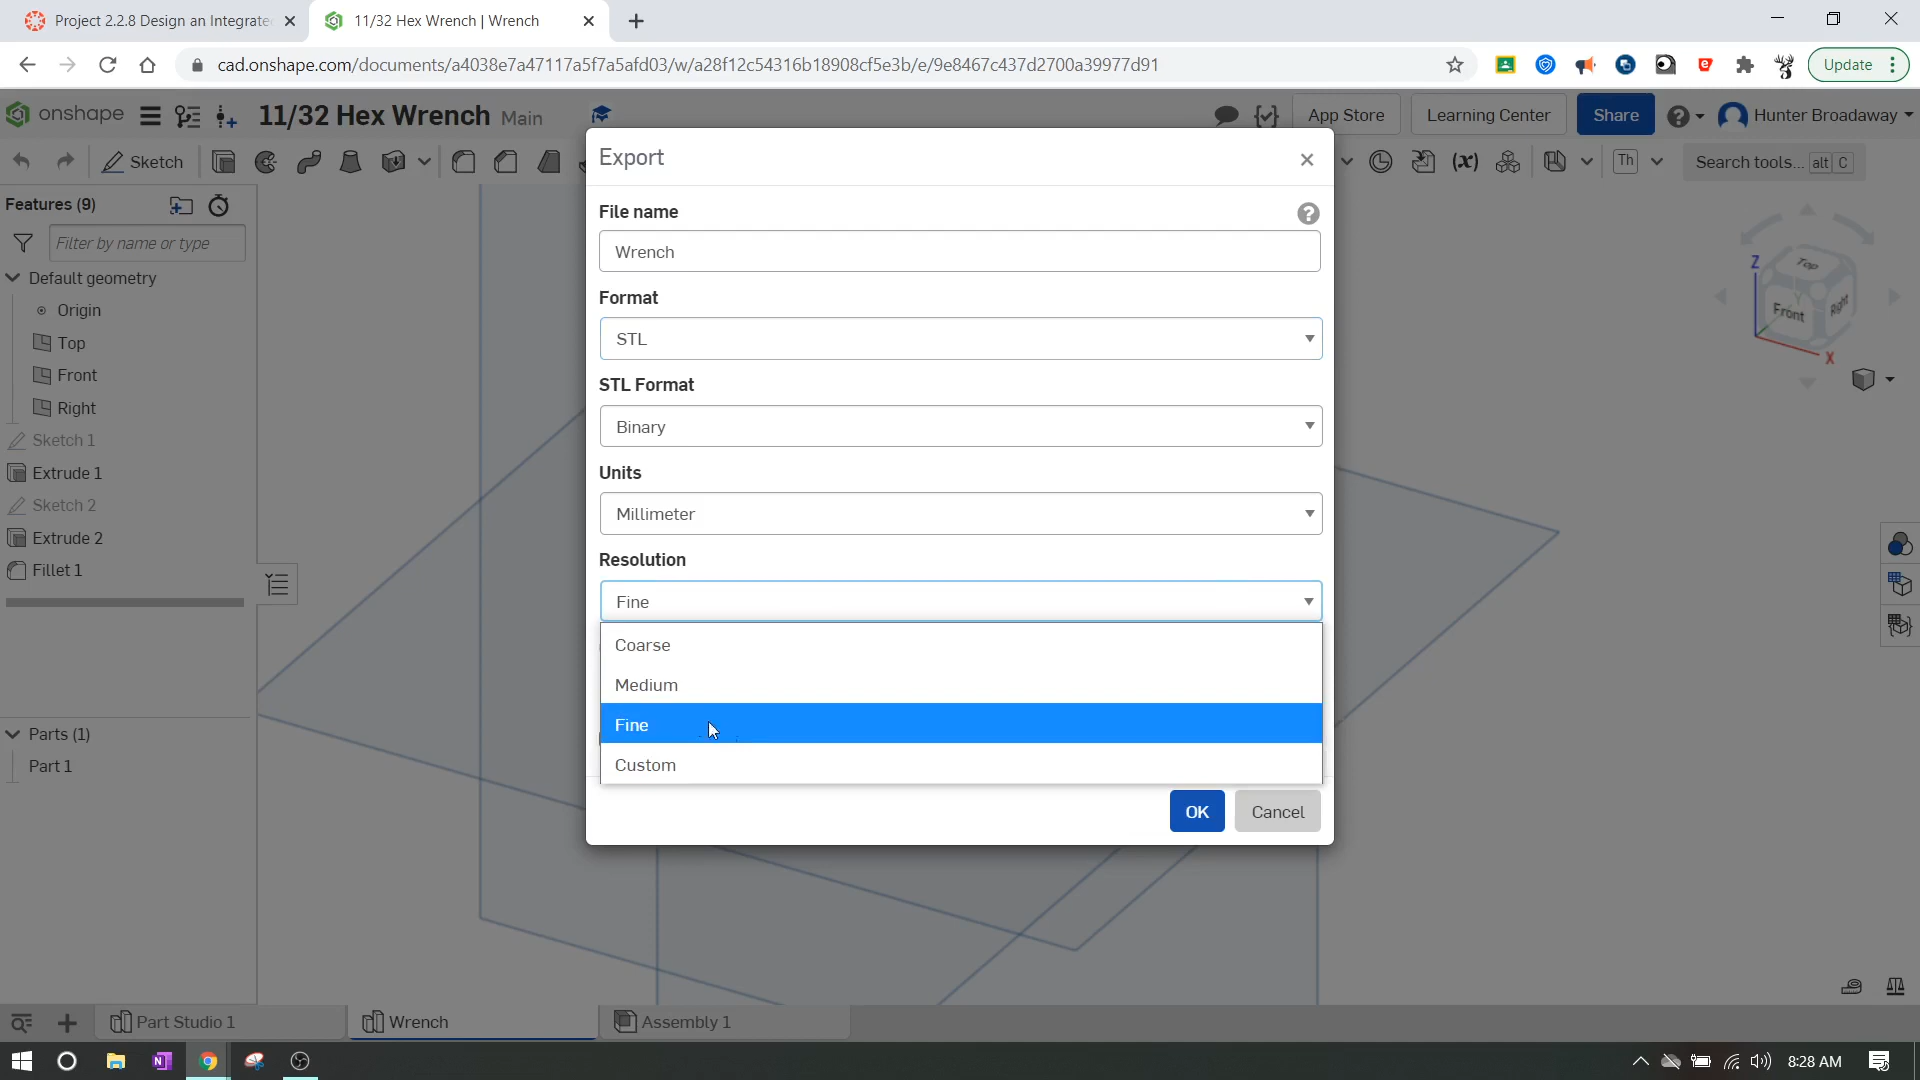 Project 2.2.8 Design an Integrate
11/32 Hex Wrench | Wrench
cad.onshape.com/documents/a4038e7a47117a5f7a5afd03/w/a28f12c54316b18908cf5e3b/e/9e8467c437d2700a39977d91
Update
onshape
11/32 Hex Wrench Main
App Store
Learning Center
Share
Hunter Broadaway
Sketch
(x)
Th
Search tools... alt C
Export
Features (9)
Filter by name or type
Default geometry
Origin
Top
Front
Right
Sketch 1
Extrude 1
Sketch 2
Extrude 2
Fillet 1
Parts (1)
Part 1
File name
Wrench
Format
STL
STL Format
Binary
Units
Millimeter
Resolution
Fine
Coarse
Medium
Fine
Custom
OK
Cancel
Z
Top
Front
Right
X
Part Studio 1
Wrench
Assembly 1
8:28 AM